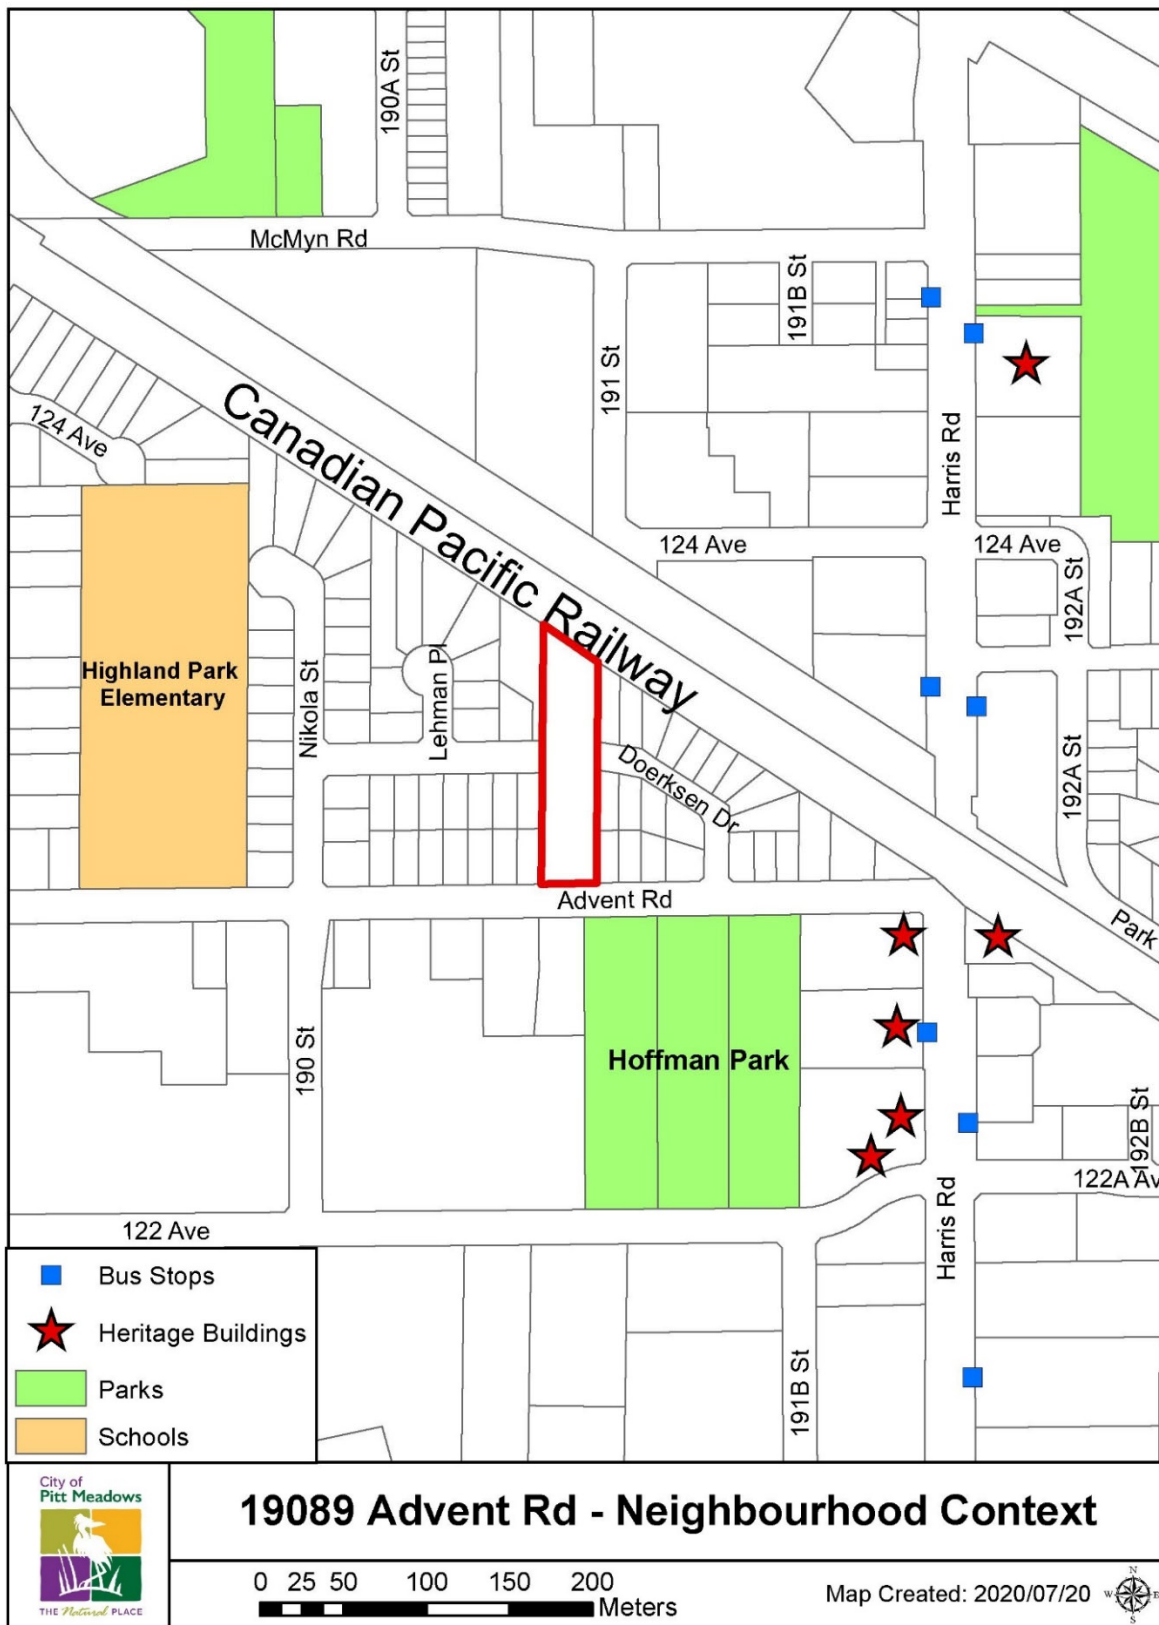 190A St
McMyn Rd
191B St
191 St
Harris Rd
124 Ave
Canadian Pacific Railway
124 Ave
124 Ave
192A St
Highland Park
Elementary
Nikola St
Lehman Pl
Doerksen Dr
192A St
Advent Rd
Park
190 St
Hoffman Park
192B St
122A Av
122 Ave
Harris Rd
191B St
Bus Stops
Heritage Buildings
Parks
Schools
City of
Pitt Meadows
THE Natural PLACE
19089 Advent Rd - Neighbourhood Context
0 25 50 100 150 200
Meters
Map Created: 2020/07/20
N
W E
S